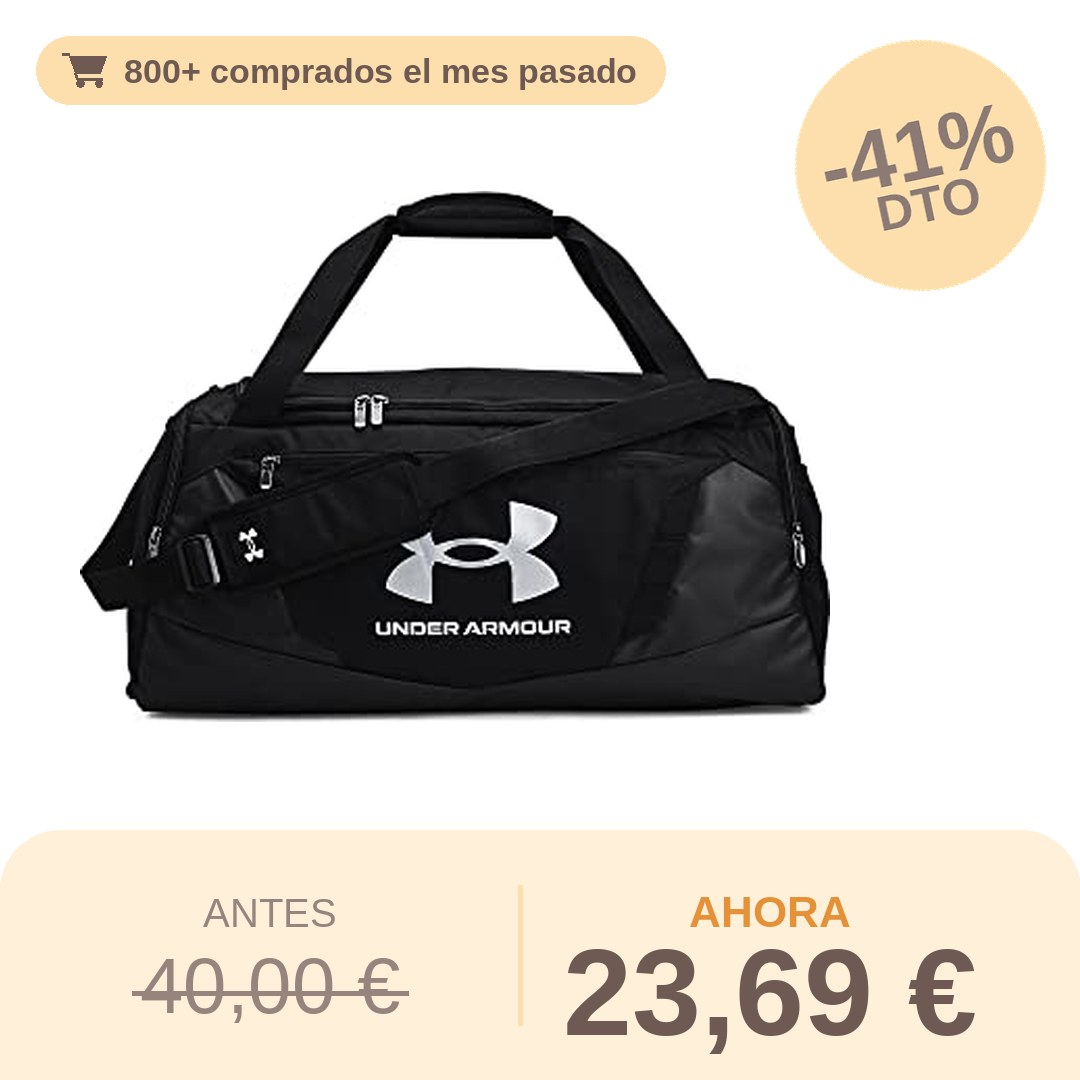 800+ comprados el mes pasado
-41%
DTO
UNDER ARMOUR
ANTES
40,00 €
AHORA
23,69 €